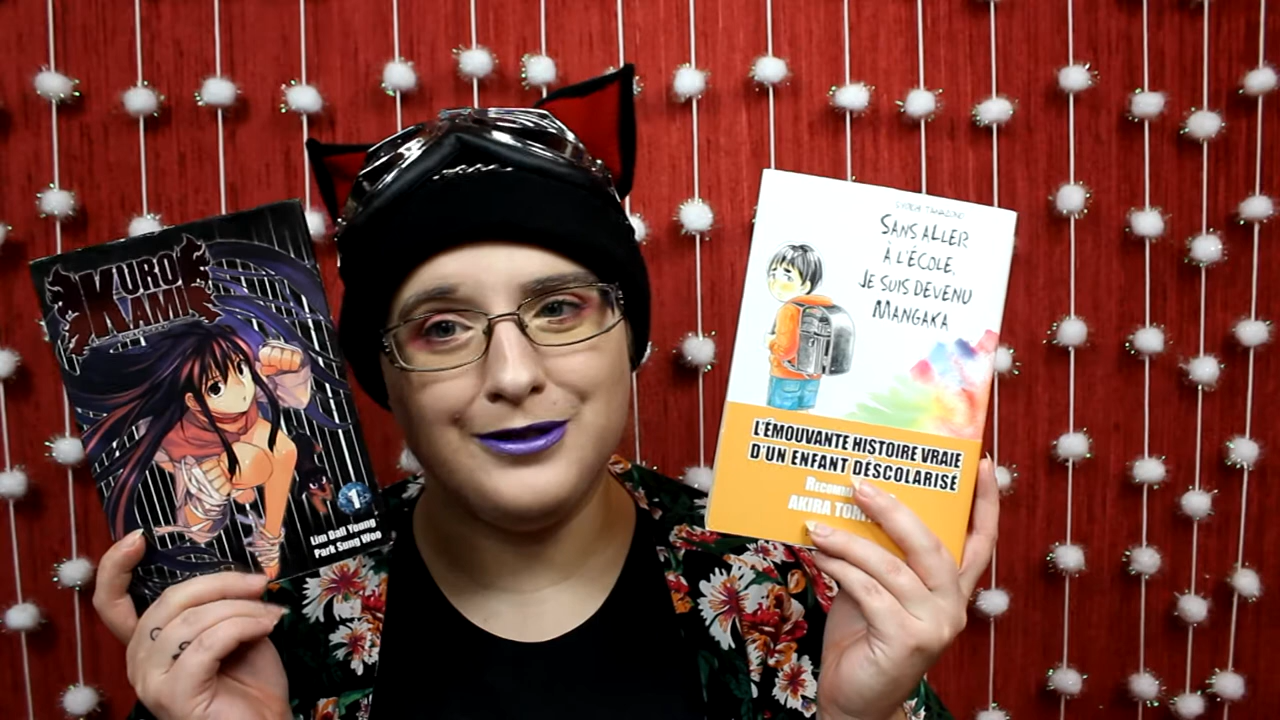 KURO
KAMI
1
Lim Dall Young
Park Sung Woo
SANS ALLER
À L'ÉCOLE,
JE SUIS DEVENU
MANGAKA
L'ÉMOUVANTE HISTOIRE VRAIE
D'UN ENFANT DÉSCOLARISÉ
AKIRA